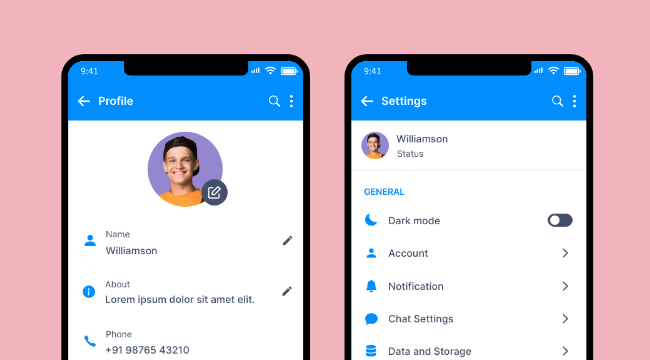 9:41
Profile
Name
Williamson
About
Lorem ipsum dolor sit amet elit.
Phone
+91 98765 43210
9:41
Settings
Williamson
Status
GENERAL
Dark mode
Account
Notification
Chat Settings
Data and Storage